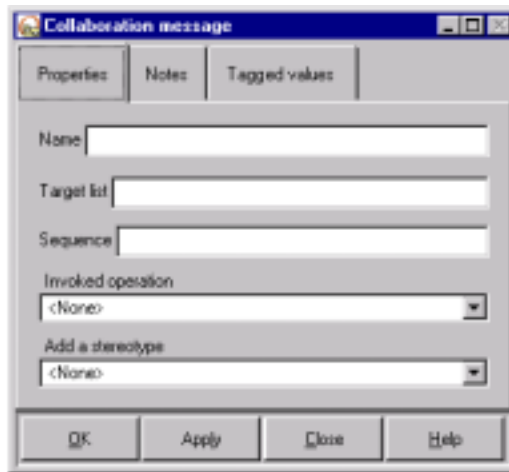 Collaboration message
Properties Notes Tagged values
Name
Target list
Sequence
Invoked operation
<None>
Add a stereotype
<None>
OK Apply Close Help